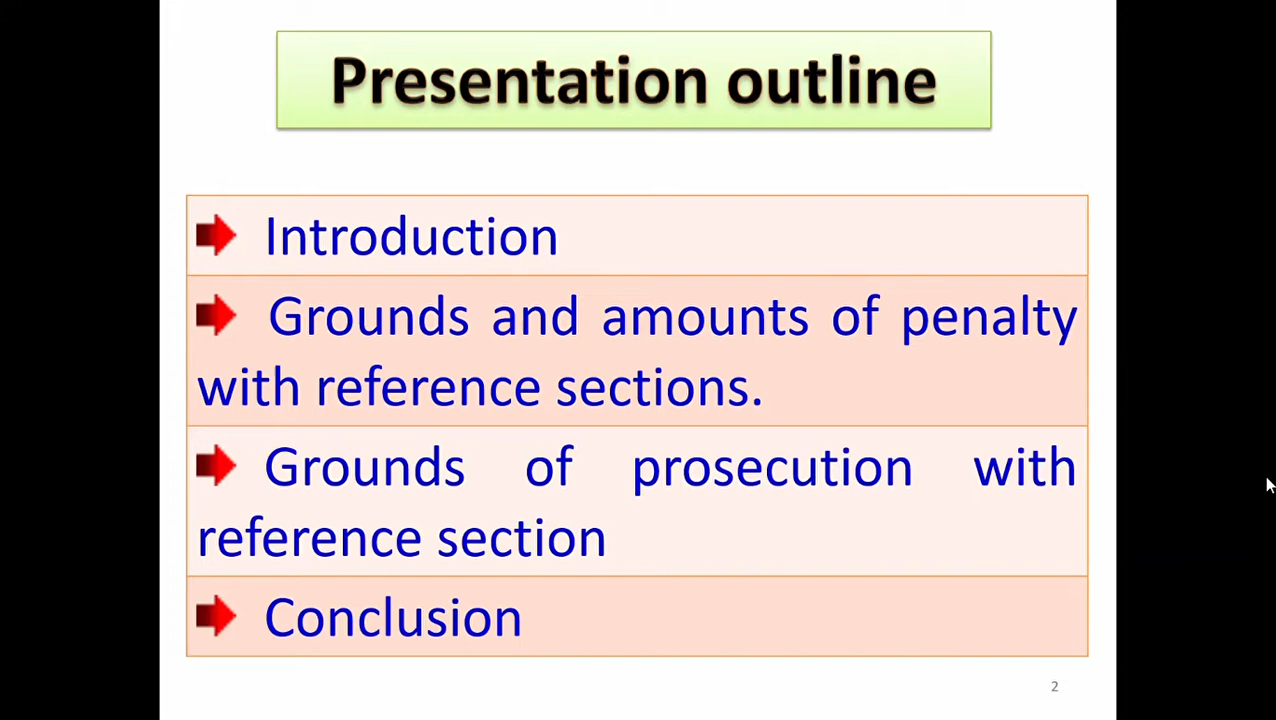 Presentation outline
Introduction
Grounds and amounts of penalty
with reference sections.
Grounds of prosecution with
reference section
Conclusion
2